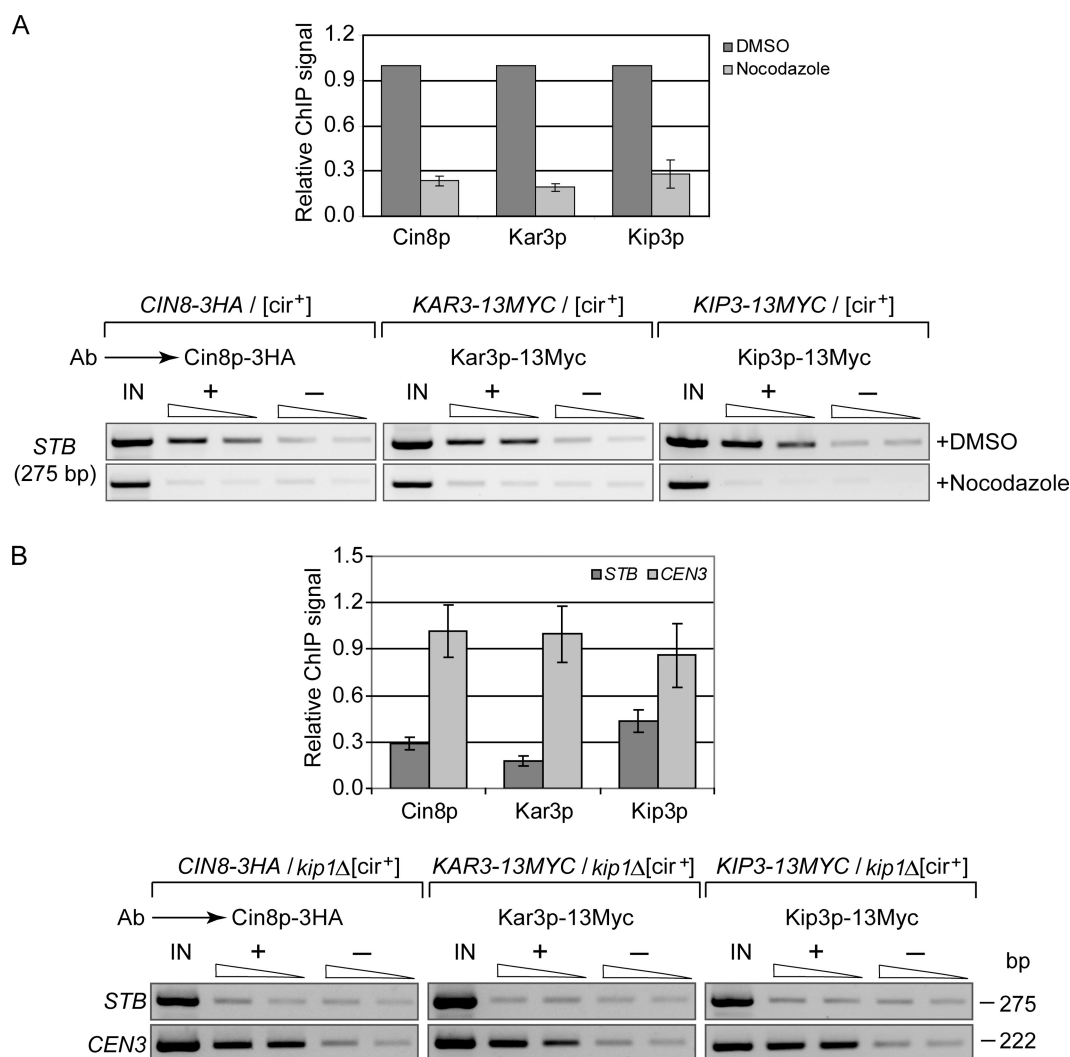 A
Relative ChIP signal
1.2
0.9
0.6
0.3
0.0
DMSO
Nocodazole
Cin8p Kar3p Kip3p
CIN8-3HA / [cir+] KAR3-13MYC / [cir+] KIP3-13MYC / [cir+]
Ab Cin8p-3HA Kar3p-13Myc Kip3p-13Myc
IN + – IN + – IN + –
STB
(275 bp)
+DMSO
+Nocodazole
B
Relative ChIP signal
1.5
1.2
0.9
0.6
0.3
0.0
STB CEN3
Cin8p Kar3p Kip3p
CIN8-3HA / kip1Δ[cir+] KAR3-13MYC / kip1Δ[cir+] KIP3-13MYC / kip1Δ[cir+]
Ab Cin8p-3HA Kar3p-13Myc Kip3p-13Myc
IN + – IN + – IN + – bp
STB – 275
CEN3 – 222